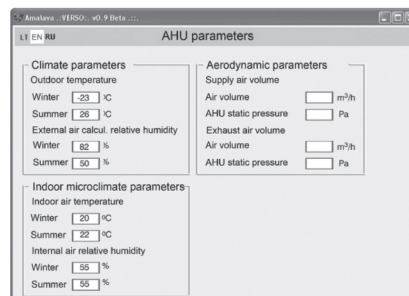 Amalava .:VERSO:. v0.9 Beta .::.
LT EN RU
AHU parameters
Climate parameters
Outdoor temperature
Winter -23 °C
Summer 26 °C
External air calcul. relative humidity
Winter 82 %
Summer 50 %
Indoor microclimate parameters
Indoor air temperature
Winter 20 ºC
Summer 22 ºC
Internal air relative humidity
Winter 55 %
Summer 55 %
Aerodynamic parameters
Supply air volume
Air volume m³/h
AHU static pressure Pa
Exhaust air volume
Air volume m³/h
AHU static pressure Pa